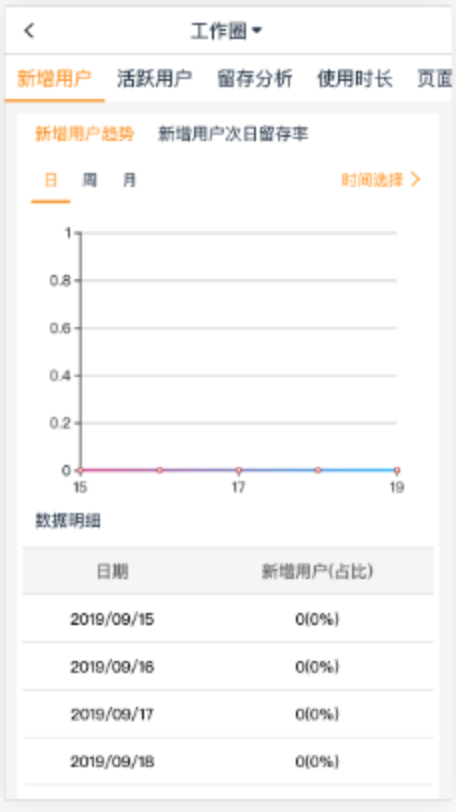 工作圈
新增用户 活跃用户 留存分析 使用时长 页面
新增用户趋势 新增用户次日留存率
日 周 月 时间选择
1
0.8
0.6
0.4
0.2
0
15 17 19
数据明细
日期 新增用户(占比)
2019/09/15 0(0%)
2019/09/16 0(0%)
2019/09/17 0(0%)
2019/09/18 0(0%)